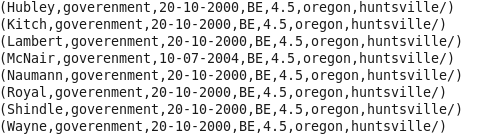 (Hubley,goverenment,20-10-2000,BE,4.5,oregon,huntsville/)
(Kitch,goverenment,20-10-2000,BE,4.5,oregon,huntsville/)
(Lambert,goverenment,20-10-2000,BE,4.5,oregon,huntsville/)
(McNair,goverenment,10-07-2004,BE,4.5,oregon,huntsville/)
(Naumann,goverenment,20-10-2000,BE,4.5,oregon,huntsville/)
(Royal,goverenment,20-10-2000,BE,4.5,oregon,huntsville/)
(Shindle,goverenment,20-10-2000,BE,4.5,oregon,huntsville/)
(Wayne,goverenment,20-10-2000,BE,4.5,oregon,huntsville/)